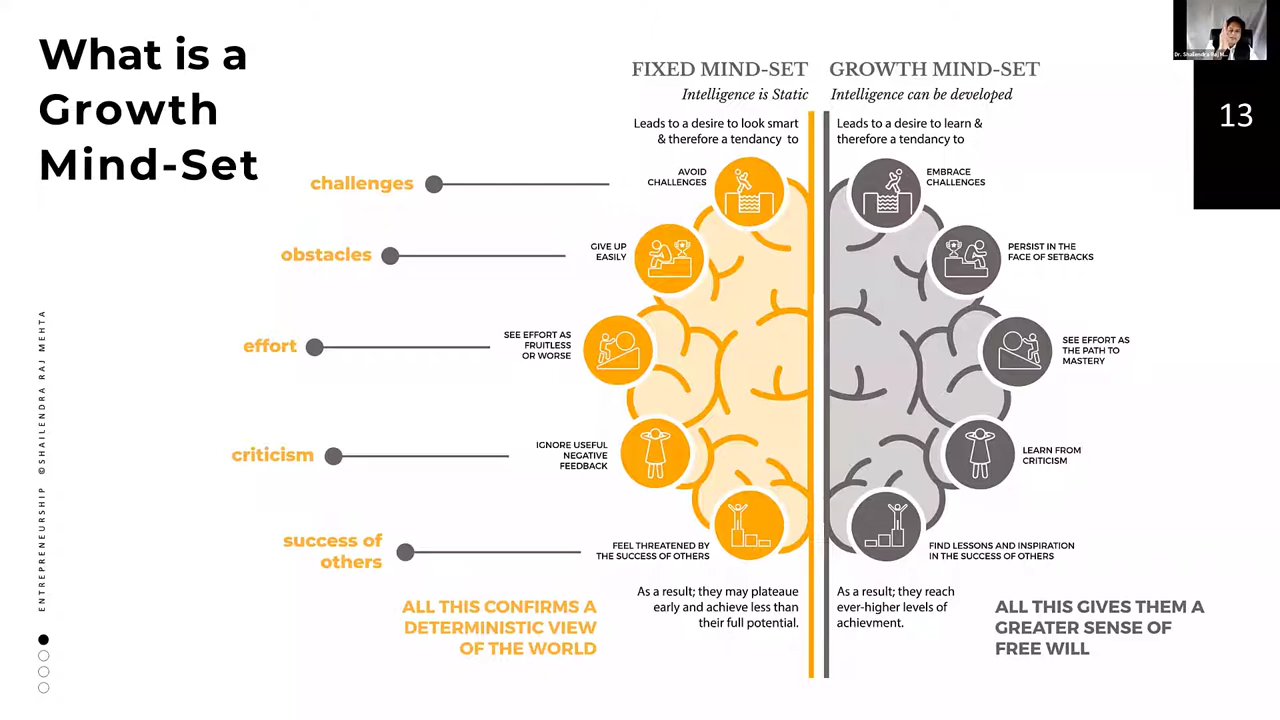 What is a
Growth
Mind-Set
Dr. Shailendra Raj M...
13
FIXED MIND-SET
Intelligence is Static
Leads to a desire to look smart
& therefore a tendency  to
GROWTH MIND-SET
Intelligence can be developed
Leads to a desire to learn &
therefore a tendancy to
challenges
AVOID
CHALLENGES
EMBRACE
CHALLENGES
obstacles
GIVE UP
EASILY
PERSIST IN THE
FACE OF SETBACKS
effort
SEE EFFORT AS
FRUITLESS
OR WORSE
SEE EFFORT AS
THE PATH TO
MASTERY
criticism
IGNORE USEFUL
NEGATIVE
FEEDBACK
LEARN FROM
CRITICISM
success of
others
FEEL THREATENED BY
THE SUCCESS OF OTHERS
FIND LESSONS AND INSPIRATION
IN THE SUCCESS OF OTHERS
As a result; they may plateaue
early and achieve less than
their full potential.
As a result; they reach
ever-higher levels of
achievment.
ALL THIS CONFIRMS A
DETERMINISTIC VIEW
OF THE WORLD
ALL THIS GIVES THEM A
GREATER SENSE OF
FREE WILL
ENTREPRENEURSHIP ©SHAILENDRA RAJ MEHTA